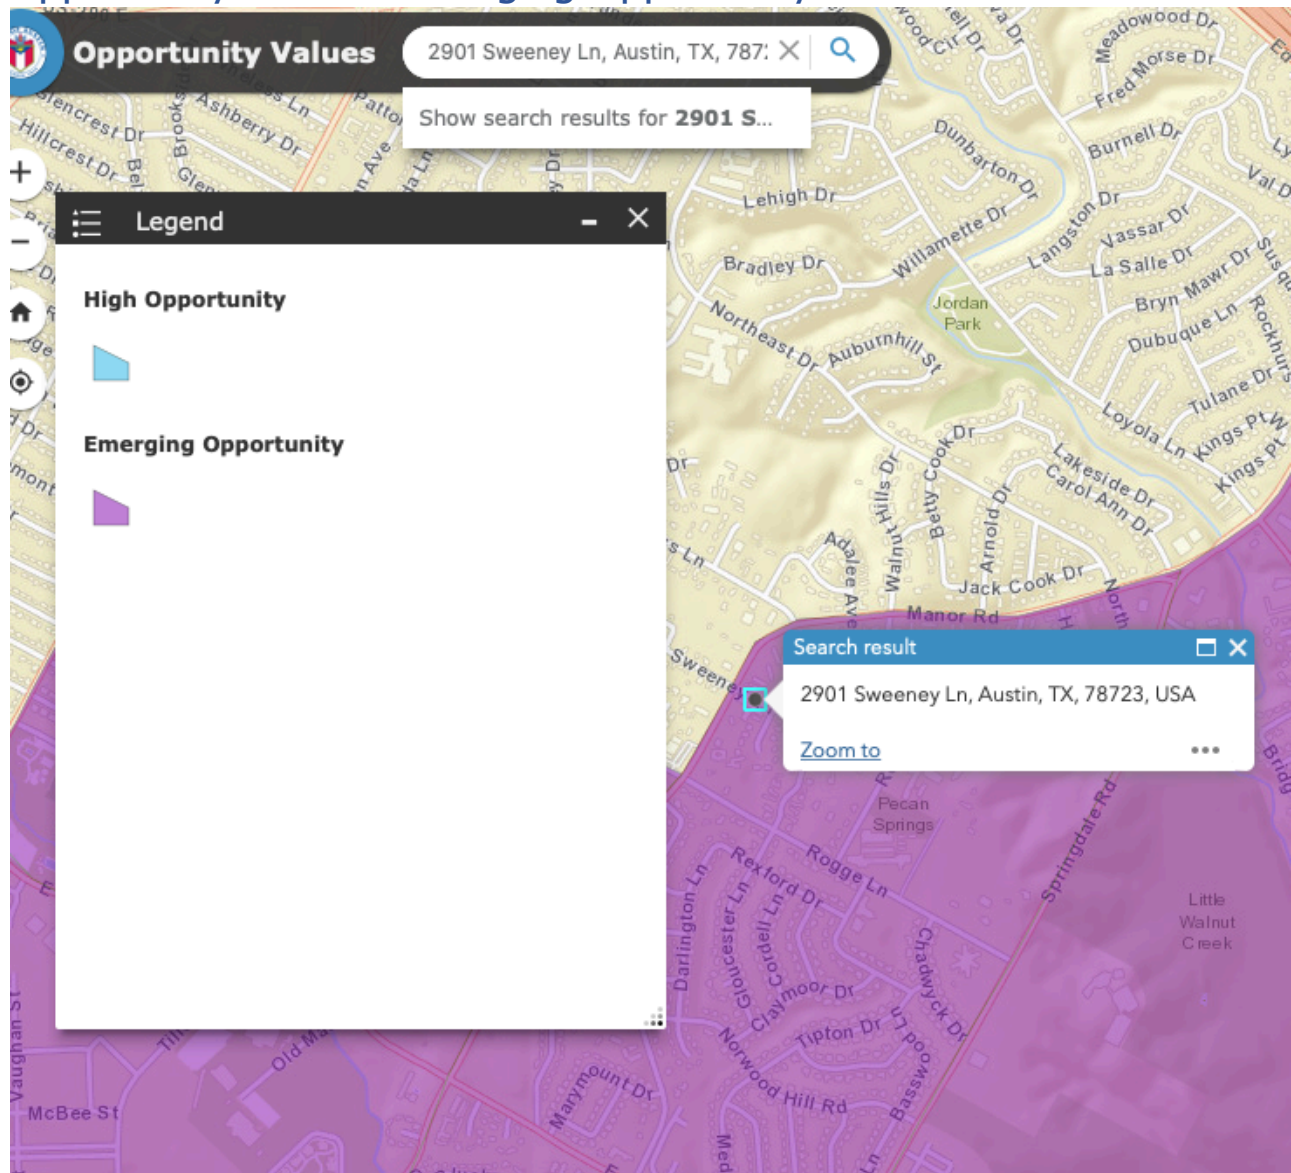 Opportunity Values
2901 Sweeney Ln, Austin, TX, 787
Show search results for 2901 S...
Legend
High Opportunity
Emerging Opportunity
Search result
2901 Sweeney Ln, Austin, TX, 78723, USA
Zoom to
US-290 E
Meadowood Dr
Morse Dr
Fred
Ashberry Dr
Hillcrest Dr
Dunbarton Dr
Burnell Dr
Lehigh Dr
Willamette Dr
Langston Dr
Vassar Dr
La Salle Dr
Bryn Mawr Dr
Bradley Dr
Jordan
Park
Northeast Dr
Auburnhill St
Dubuque Ln
Tulane Dr
Loyola Ln
Kings Pt W
Kings Pt
Lakeside Dr
Carol Ann Dr
Walnut Hills Dr
Betty Cook Dr
Arnold Dr
Adalee Ave
Jack Cook Dr
Manor Rd
Sweeney
Pecan
Springs
Springdale Rd
Rogge Ln
Rexford Dr
Little
Walnut
Creek
Darlington Ln
Gloucester Ln
Cordell Ln
Chadwyck Dr
Claymoor Dr
Tipton Dr
Norwood Hill Rd
Marymount Dr
Vaughan St
McBee St